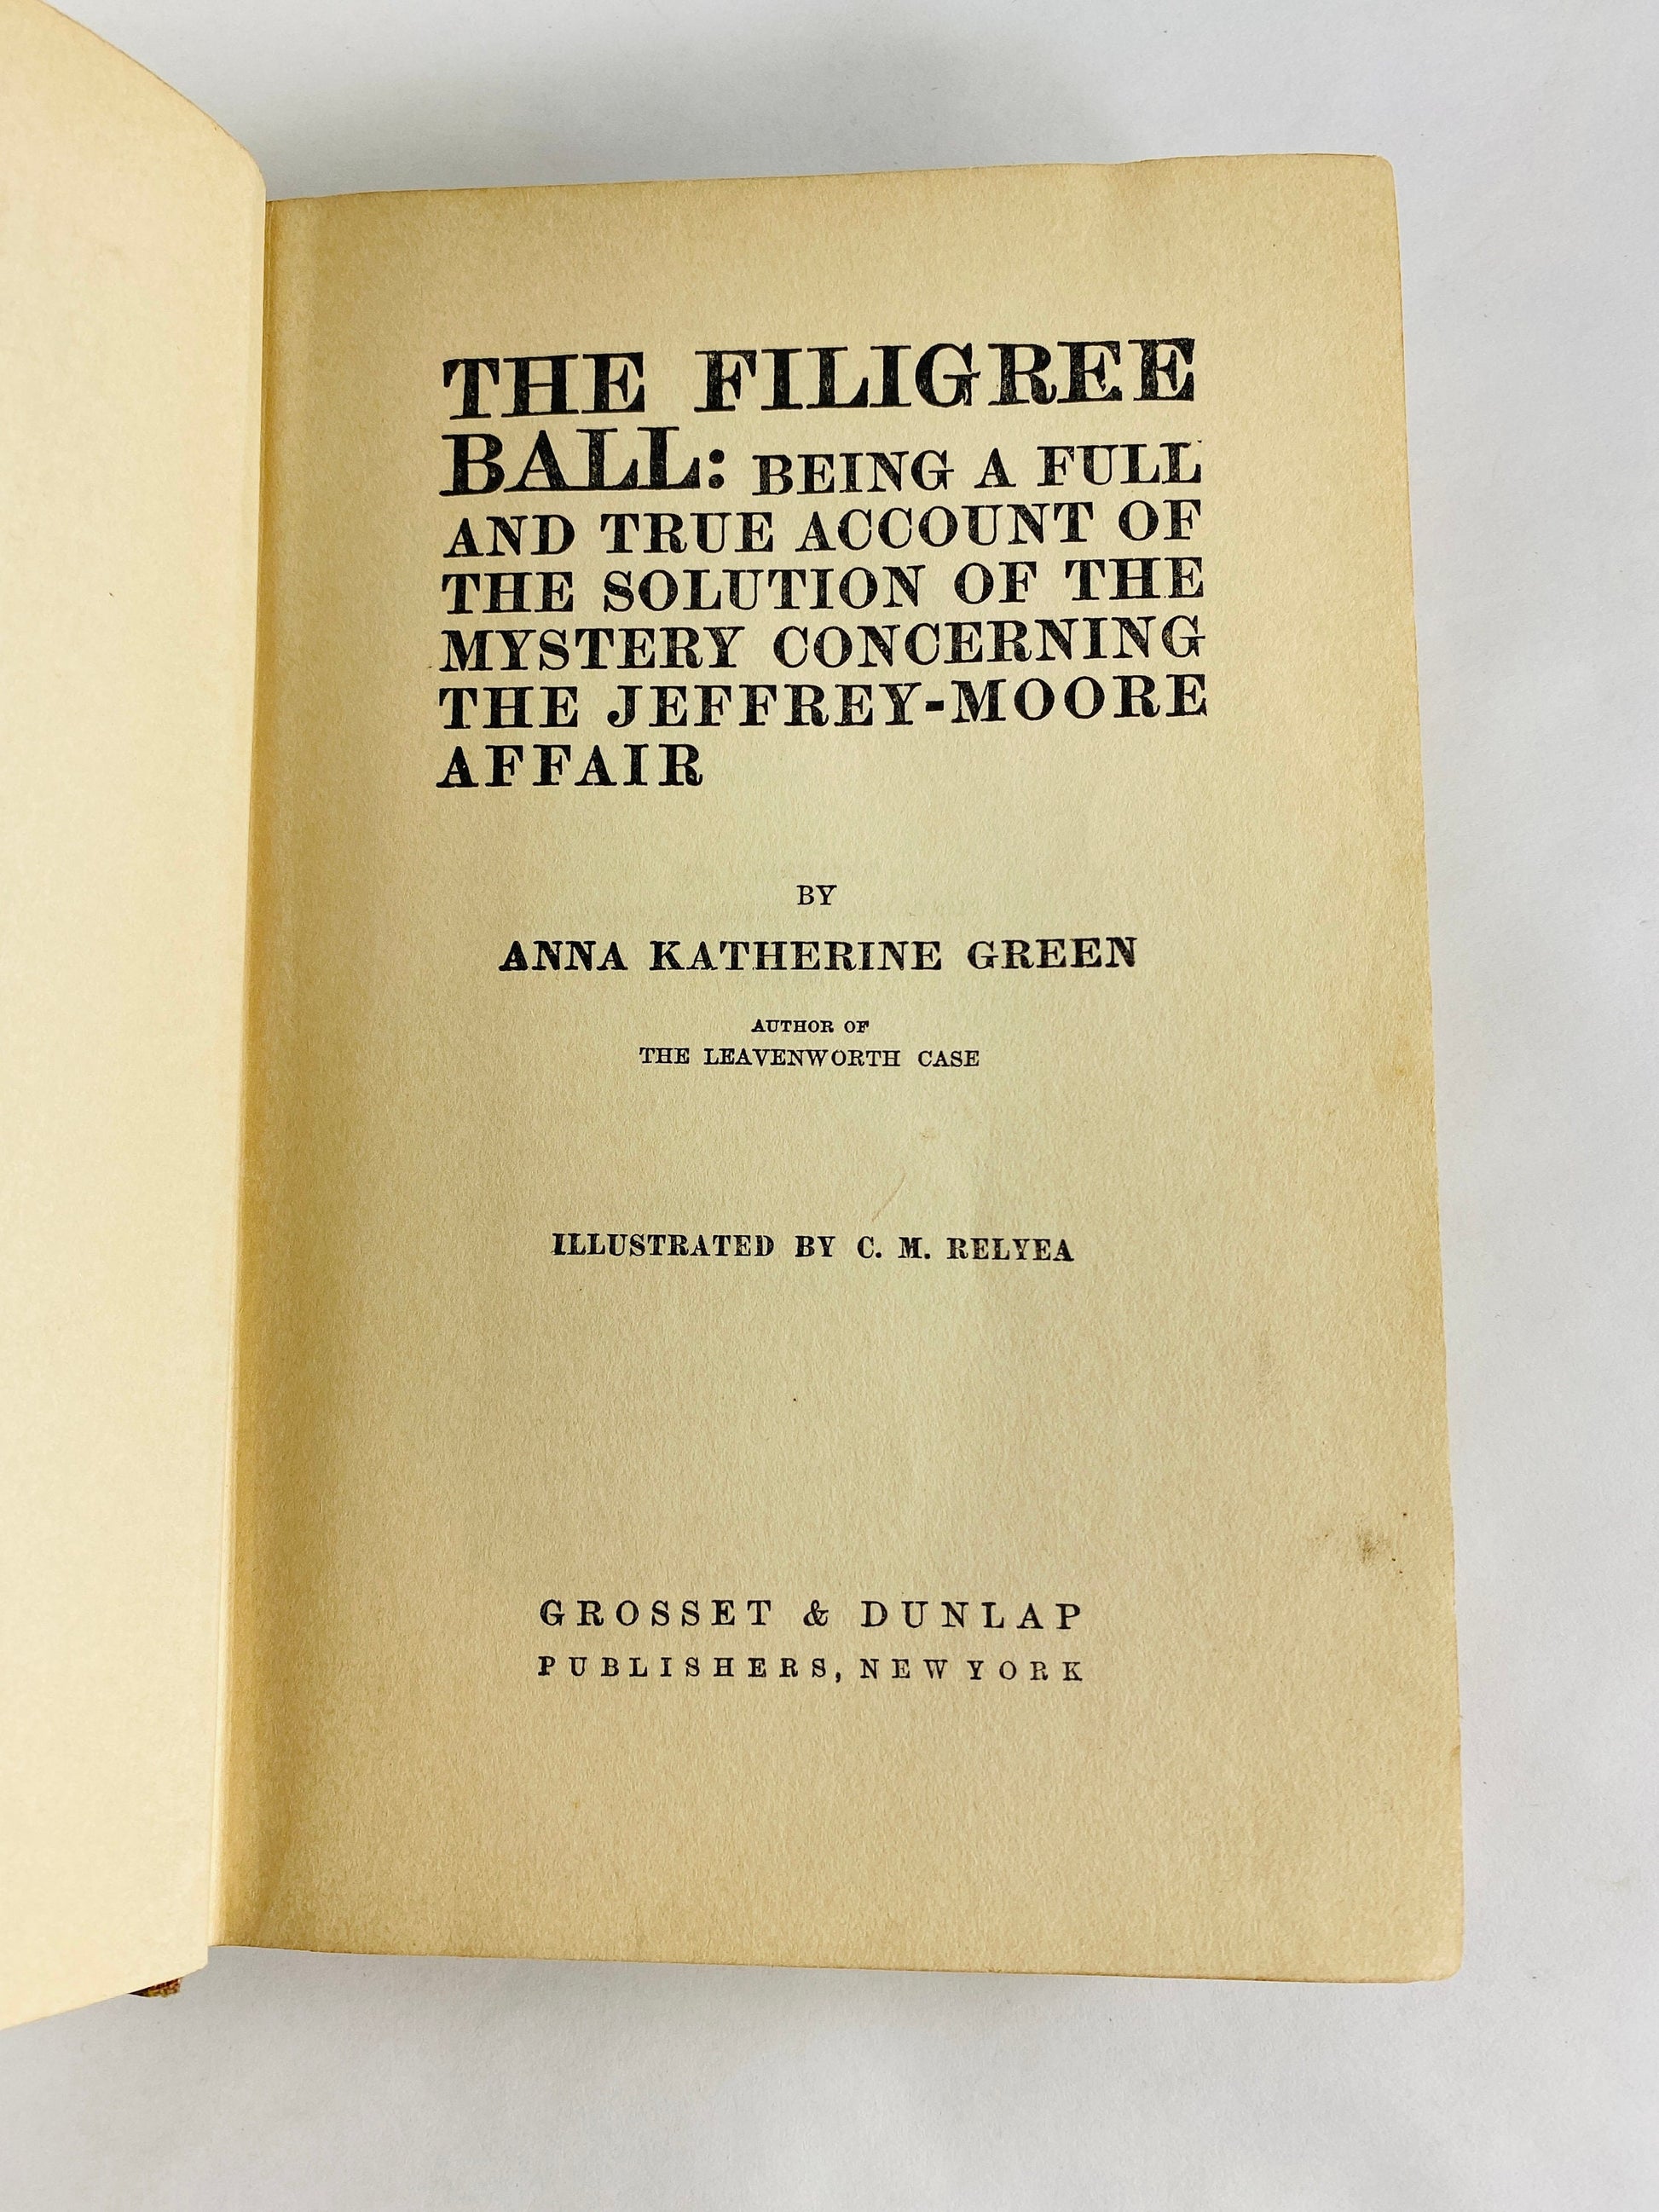 THE FILIGREE
BALL: BEING A FULL
AND TRUE ACCOUNT OF
THE SOLUTION OF THE
MYSTERY CONCERNING
THE JEFFREY-MOORE
AFFAIR
BY
ANNA KATHERINE GREEN
AUTHOR OF
THE LEAVENWORTH CASE
ILLUSTRATED BY C. M. RELYEA
GROSSET & DUNLAP
PUBLISHERS, NEW YORK